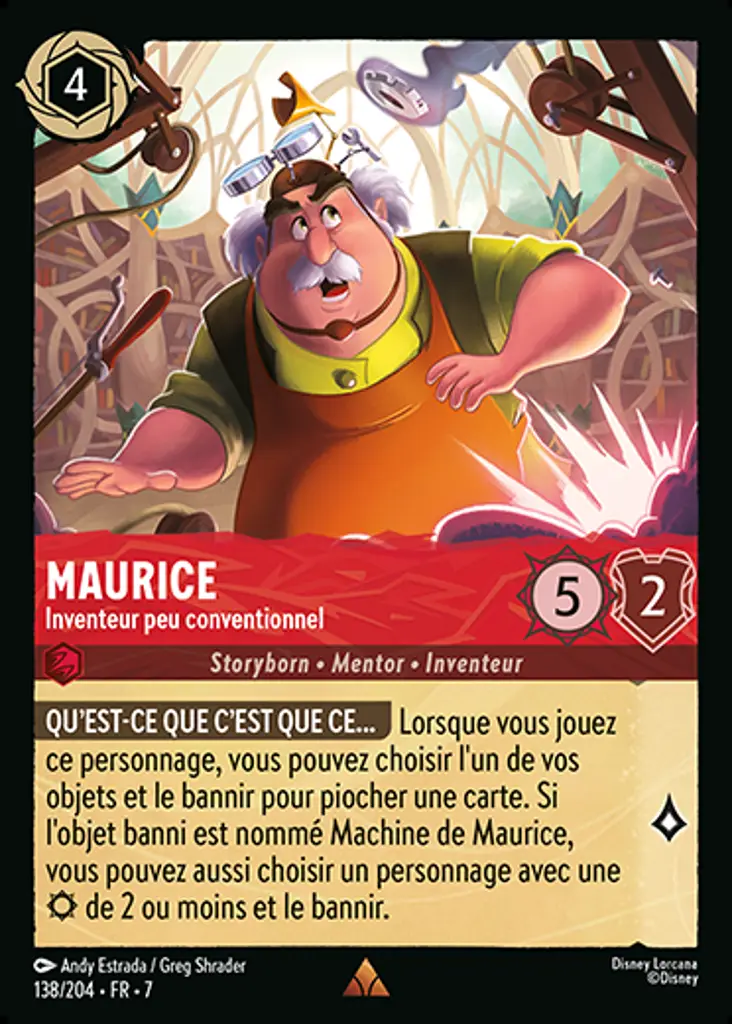 4
MAURICE
Inventeur peu conventionnel
5
2
Storyborn • Mentor • Inventeur
QU'EST-CE QUE C'EST QUE CE... Lorsque vous jouez
ce personnage, vous pouvez choisir l'un de vos
objets et le bannir pour piocher une carte. Si
l'objet banni est nommé Machine de Maurice,
vous pouvez aussi choisir un personnage avec une
de 2 ou moins et le bannir.
Andy Estrada / Greg Shrader
138/204 • FR • 7
Disney Lorcana
©Disney